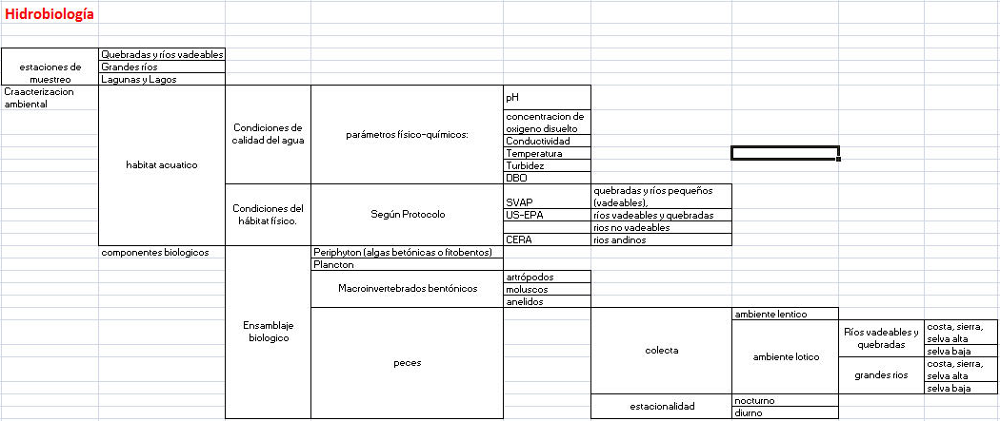 Hidrobiología
Quebradas y ríos vadeables
estaciones de
muestreo
Grandes ríos
Lagunas y Lagos
Craacterizacion
ambiental
habitat acuatico
Condiciones de
calidad del agua
parámetros físico-químicos:
pH
concentracion de
oxigeno disuelto
Conductividad
Temperatura
Turbidez
DBO
Condiciones del
hábitat físico.
Según Protocolo
SVAP
quebradas y ríos pequeños
(vadeables),
US-EPA
ríos vadeables y quebradas
rios no vadeables
CERA
rios andinos
componentes biologicos
Ensamblaje
biologico
Periphyton (algas betónicas o fitobentos)
Plancton
Macroinvertebrados bentónicos
artrópodos
moluscos
anelidos
peces
colecta
ambiente lentico
ambiente lotico
Ríos vadeables y
quebradas
costa, sierra,
selva alta
selva baja
grandes rios
costa, sierra,
selva alta
selva baja
estacionalidad
nocturno
diurno